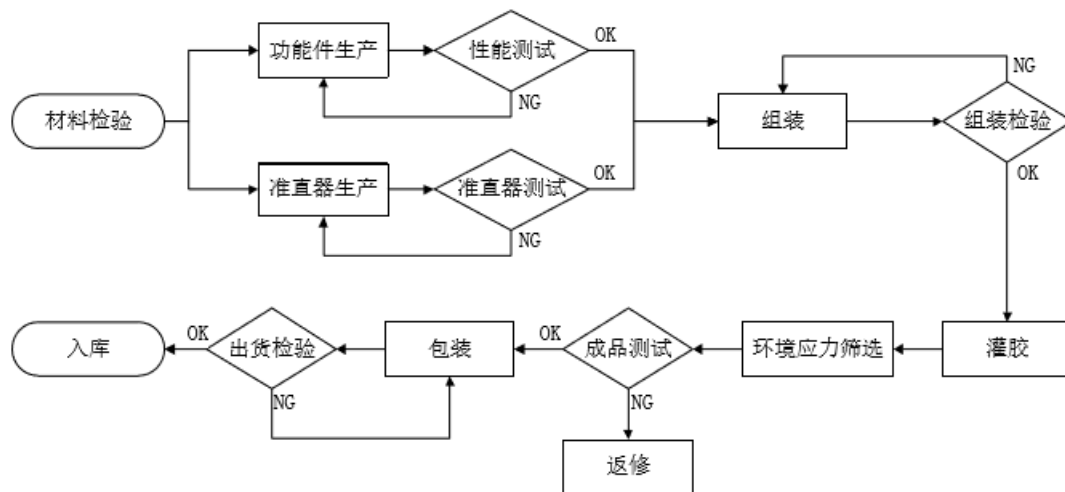 功能件生产
性能测试
OK
NG
材料检验
组装
组装检验
NG
OK
准直器生产
准直器测试
OK
NG
入库
OK
出货检验
NG
包装
OK
成品测试
NG
环境应力筛选
灌胶
返修